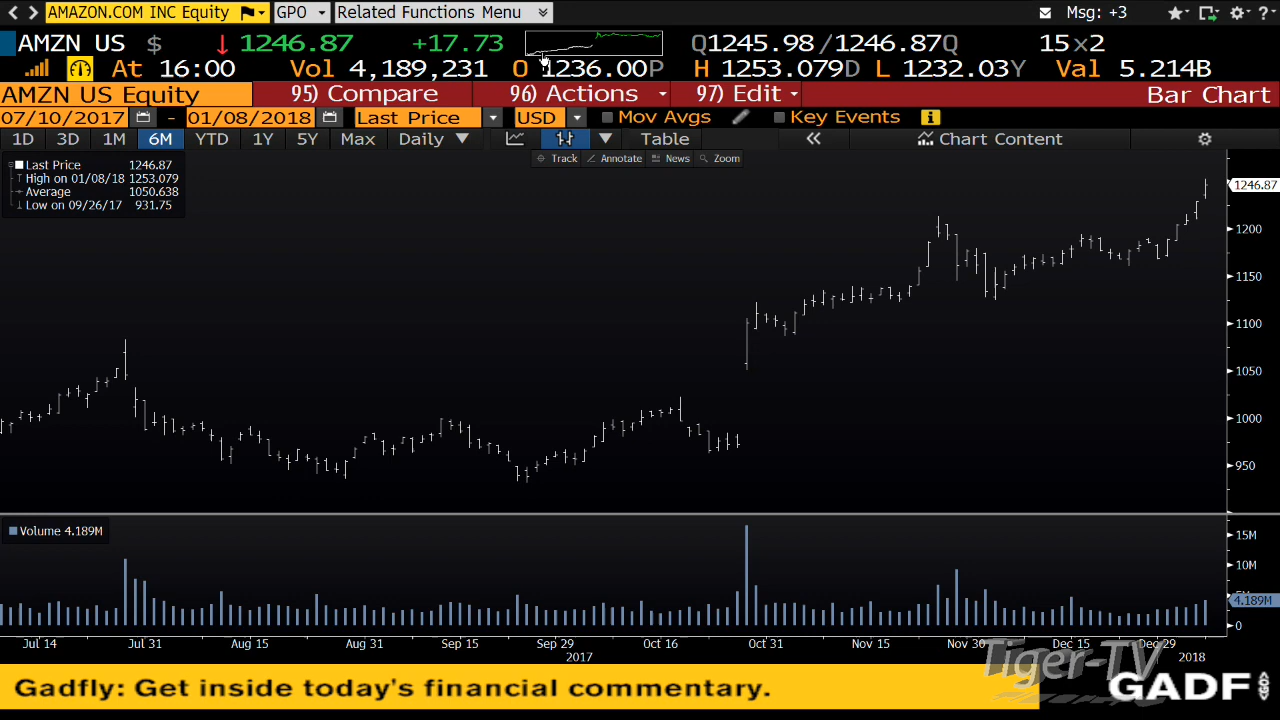 AMAZON.COM INC Equity GPO Related Functions Menu Msg: +3 ?
AMZN US $ ↓ 1246.87 +17.73 Q1245.98/1246.87Q 15x2
At 16:00 Vol 4,189,231 O 1236.00P H 1253.079D L 1232.03Y Val 5.214B
AMZN US Equity 95) Compare 96) Actions 97) Edit Bar Chart
07/10/2017 - 01/08/2018 Last Price USD Mov Avgs Key Events
1D 3D 1M 6M YTD 1Y 5Y Max Daily Table « Chart Content
Track Annotate News Zoom
Last Price 1246.87
High on 01/08/18 1253.079
Average 1050.638
Low on 09/26/17 931.75
1246.87
1200
1150
1100
1050
1000
950
Volume 4.189M
15M
10M
4.189M
0
Jul 14 Jul 31 Aug 15 Aug 31 Sep 15 Sep 29 Oct 16 Oct 31 Nov 15 Nov 30 Dec 15 Dec 29
2017 2018
Tiger-TV
Gadfly: Get inside today's financial commentary.
GADF